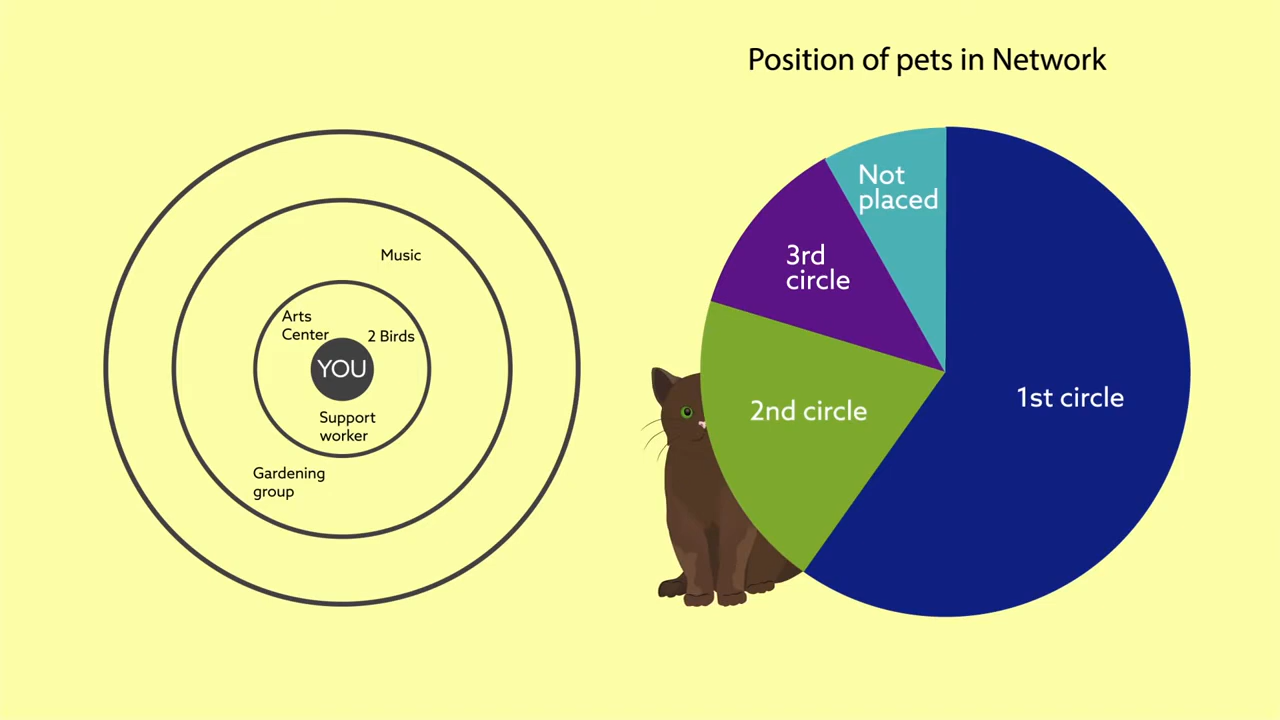 Position of pets in Network
Music
Arts
Center
2 Birds
YOU
Support
worker
Gardening
group
Not
placed
3rd
circle
2nd circle
1st circle